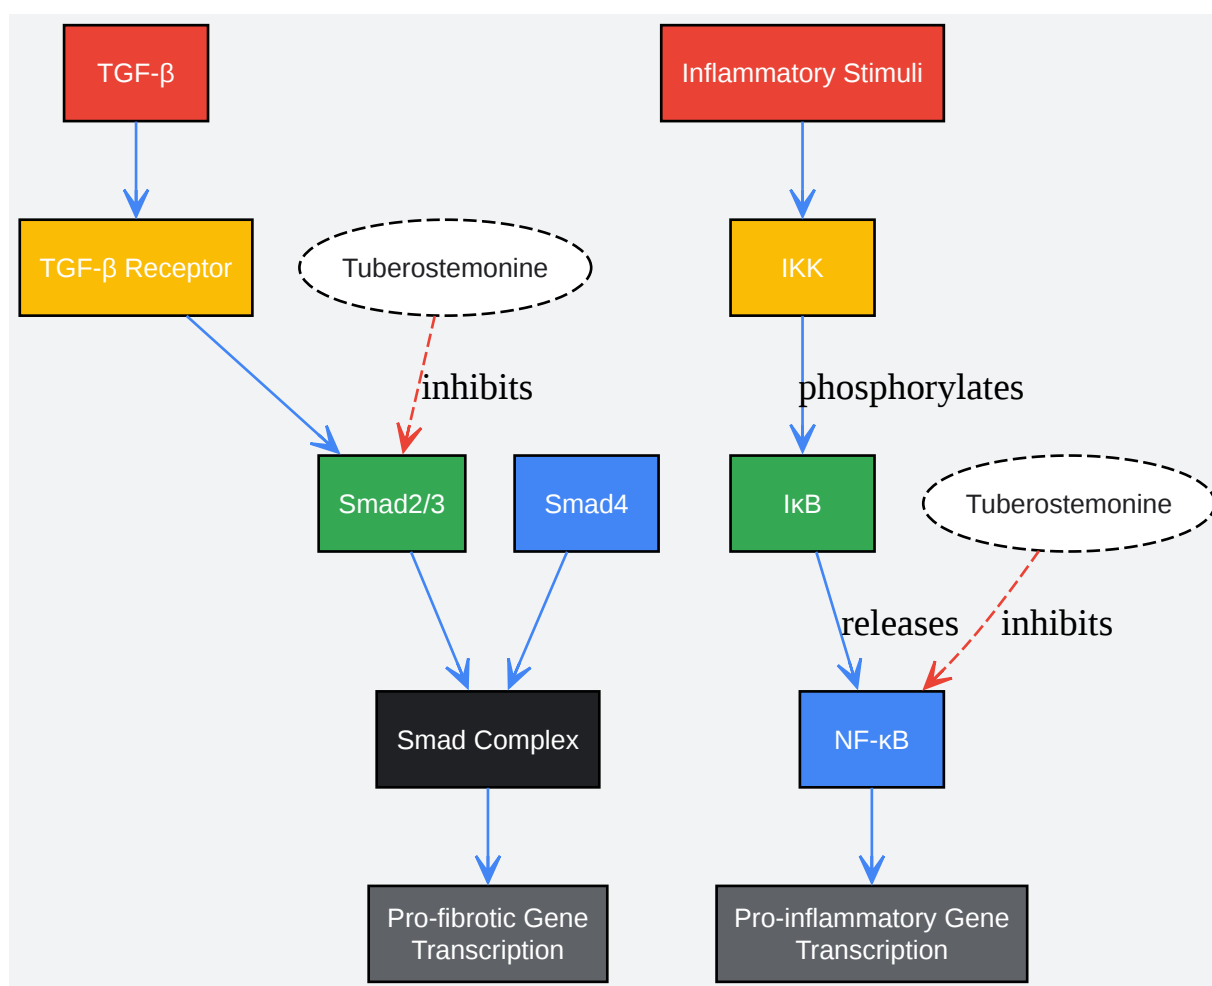 TGF-β
Inflammatory Stimuli
TGF-β Receptor
Tuberostemonine
IKK
inhibits
phosphorylates
Smad2/3
Smad4
IκB
Tuberostemonine
releases
inhibits
Smad Complex
NF-κB
Pro-fibrotic Gene
Transcription
Pro-inflammatory Gene
Transcription